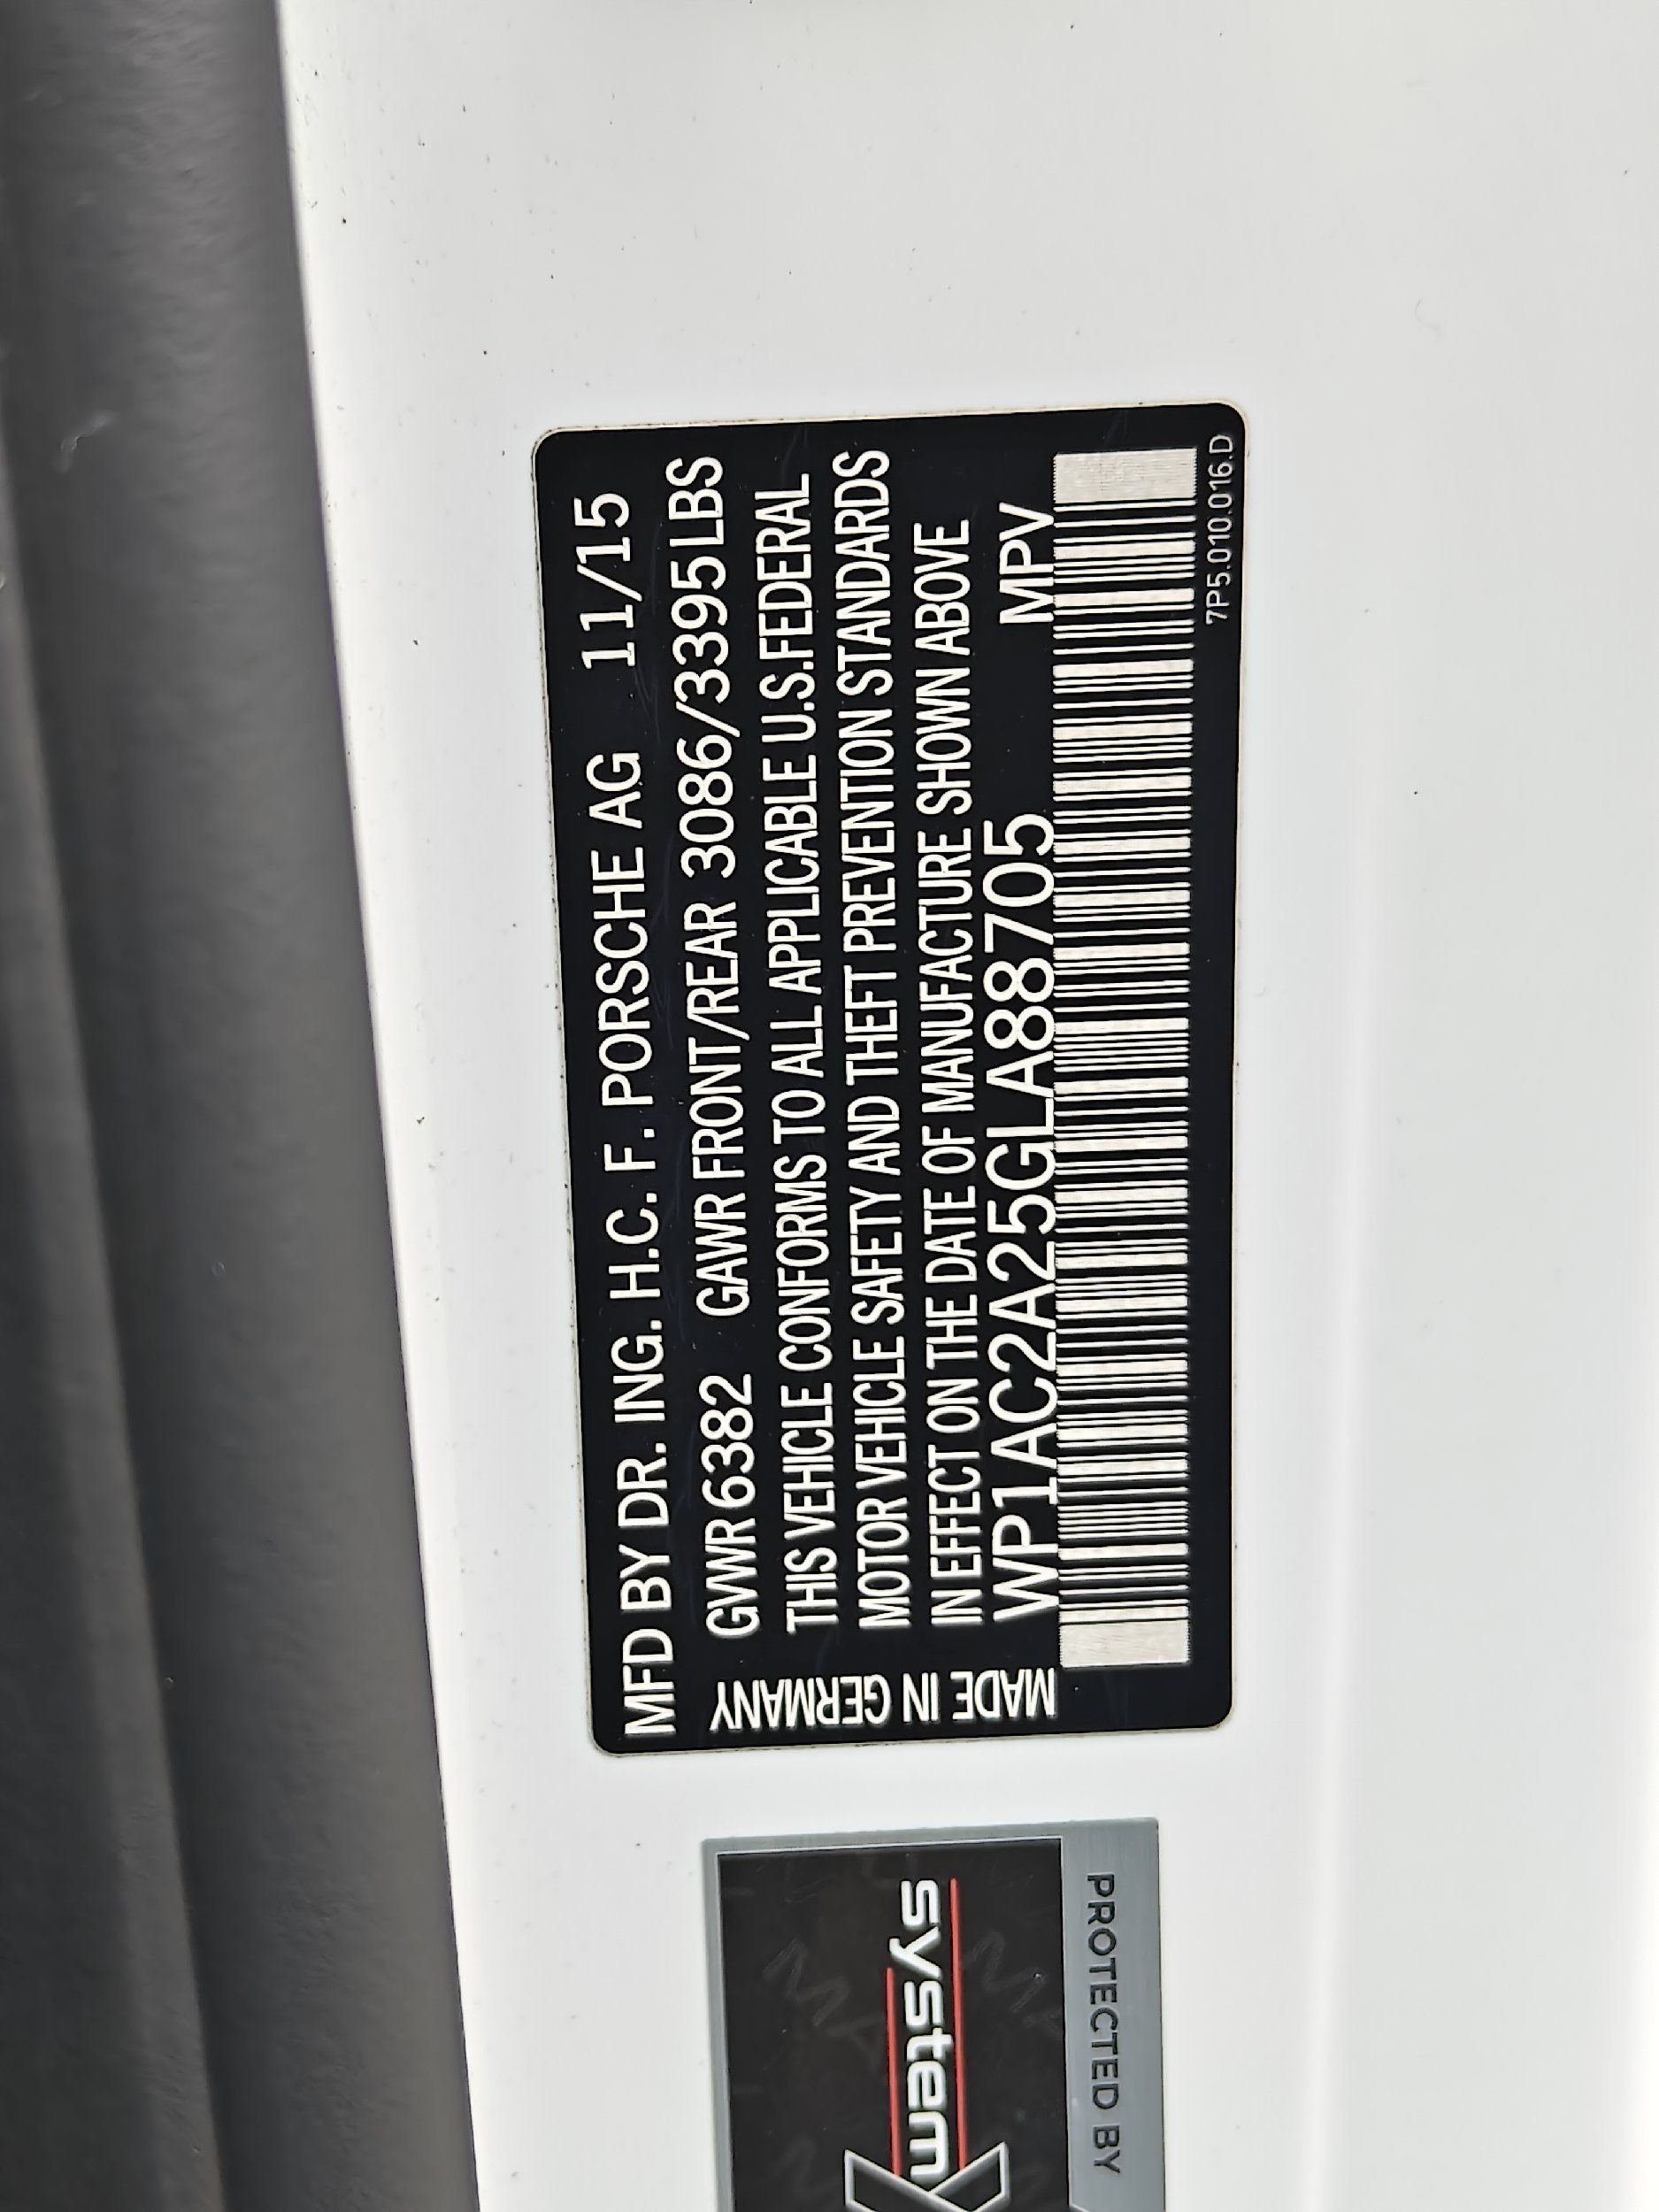 MFD BY DR. ING. H.C. F. PORSCHE AG 11/15
GVWR 6382 GAWR FRONT/REAR 3086/3395 LBS
THIS VEHICLE CONFORMS TO ALL APPLICABLE U.S.FEDERAL
MOTOR VEHICLE SAFETY AND THEFT PREVENTION STANDARDS
IN EFFECT ON THE DATE OF MANUFACTURE SHOWN ABOVE
WP1AC2A25GLA88705 MPV
MADE IN GERMANY
7P5.010.016.D
PROTECTED BY
systemX